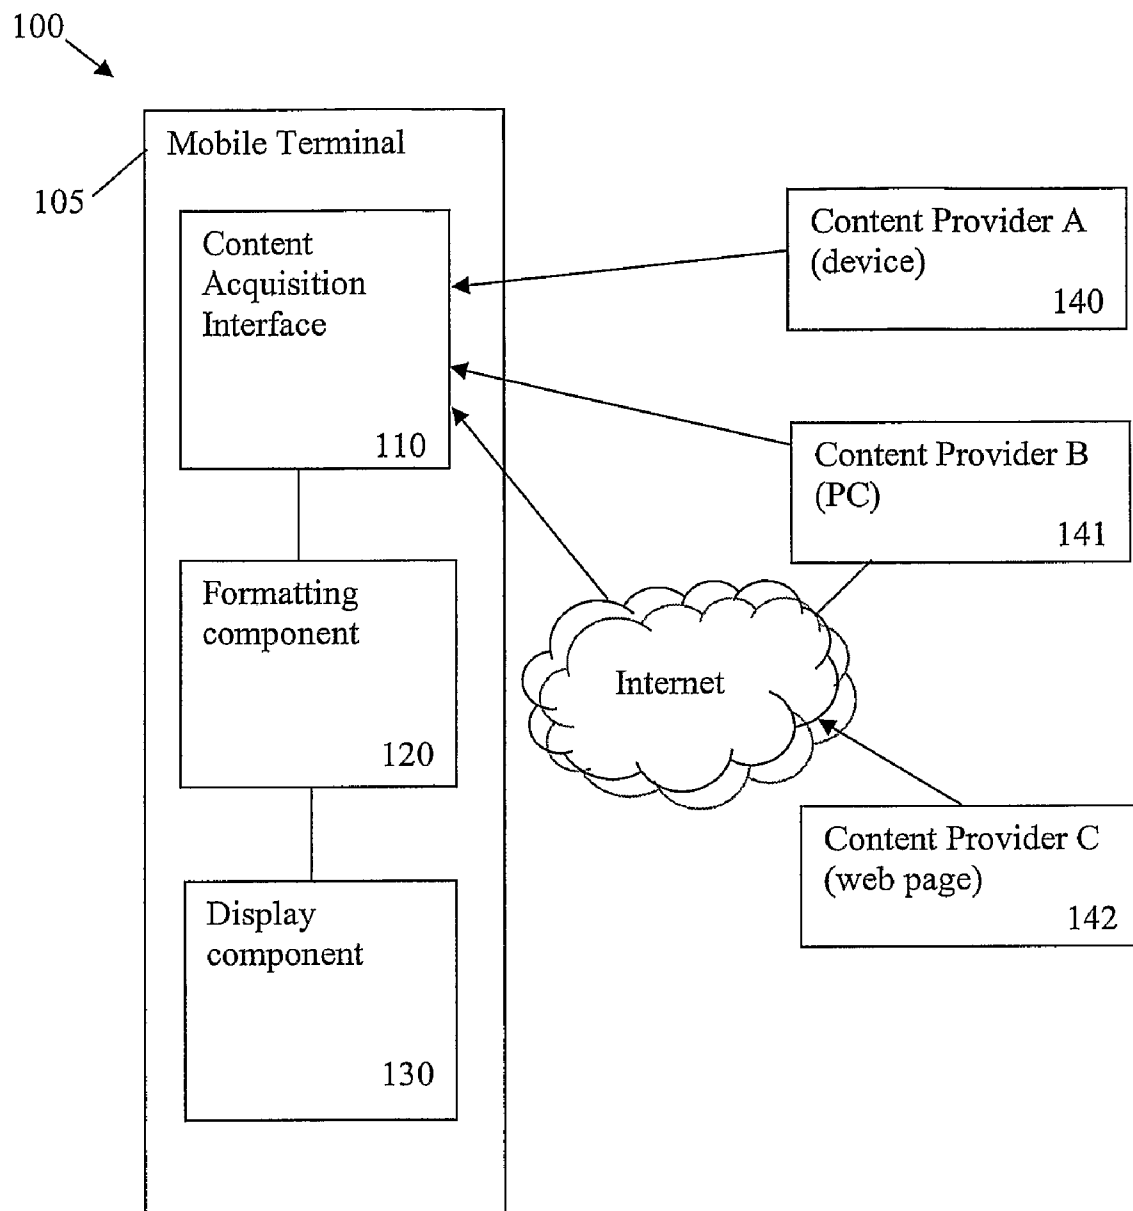 100
Mobile Terminal
105
Content
Acquisition
Interface
110
Formatting
component
120
Display
component
130
Content Provider A
(device)
140
Content Provider B
(PC)
141
Internet
Content Provider C
(web page)
142